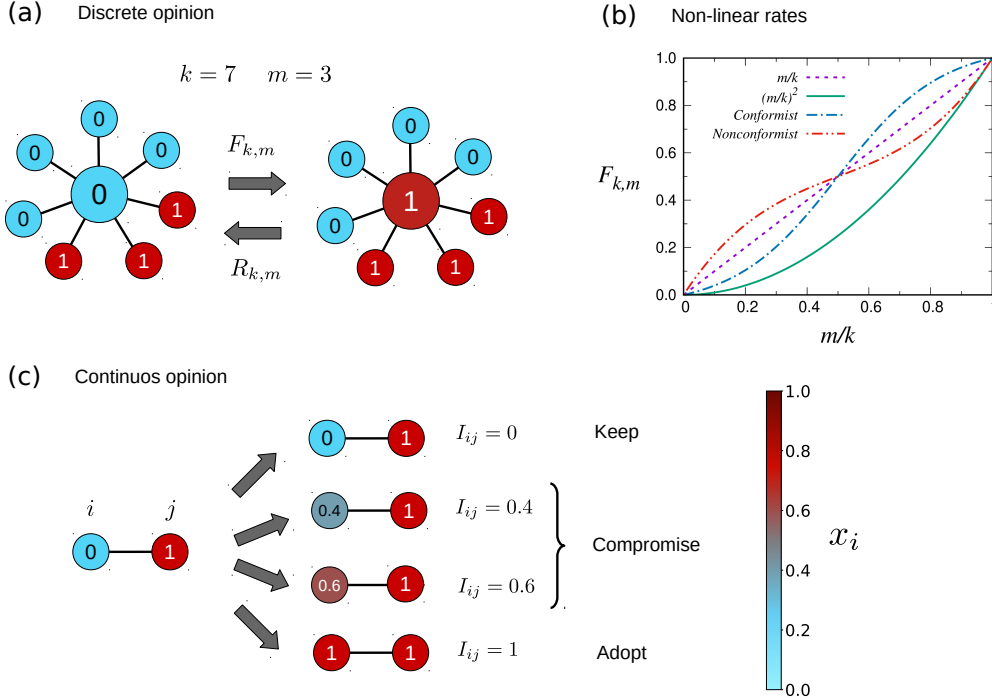 (a) Discrete opinion
k = 7 m = 3
0
0
0
0
0
1
1
1
F_{k,m}
R_{k,m}
0
0
0
0
1
1
1
1
(b) Non-linear rates
m/k
(m/k)^2
Conformist
Nonconformist
F_{k,m}
1.0
0.8
0.6
0.4
0.2
0.0
0 0.2 0.4 0.6 0.8 1
m/k
(c) Continuos opinion
i j
0 1
0 1 I_{ij} = 0 Keep
0.4 1 I_{ij} = 0.4
Compromise
0.6 1 I_{ij} = 0.6
1 1 I_{ij} = 1 Adopt
1.0
0.8
0.6
0.4
0.2
0.0
x_i